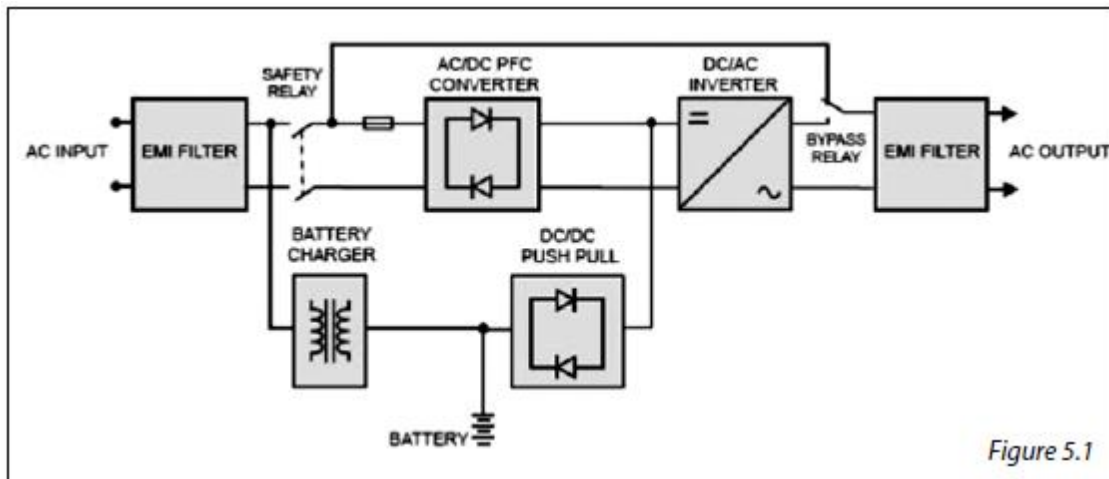 AC/DC PFC
CONVERTER
DC/AC
INVERTER
SAFETY
RELAY
AC INPUT
EMI FILTER
BYPASS
RELAY
EMI FILTER
AC OUTPUT
BATTERY
CHARGER
DC/DC
PUSH PULL
BATTERY
Figure 5.1